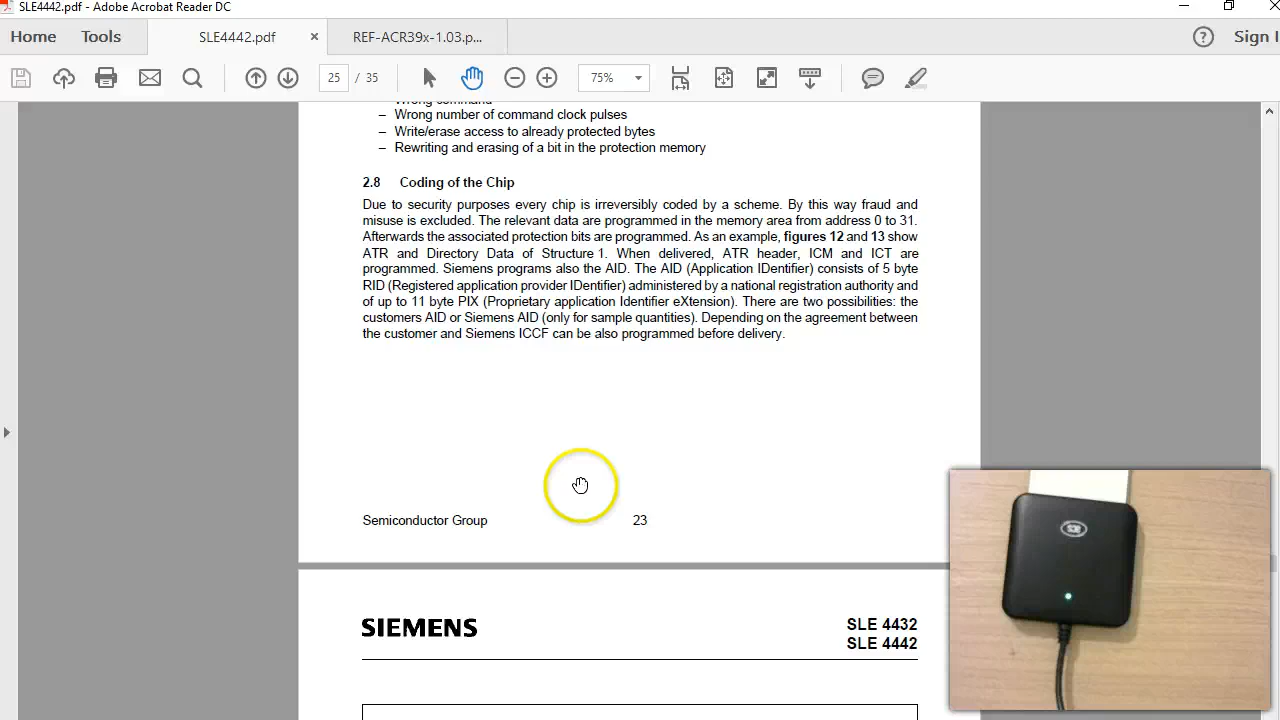 SLE4442.pdf - Adobe Acrobat Reader DC
Home
Tools
SLE4442.pdf
REF-ACR39x-1.03.p...
Sign I
25 / 35
75%
– Wrong command
– Wrong number of command clock pulses
– Write/erase access to already protected bytes
– Rewriting and erasing of a bit in the protection memory
2.8 Coding of the Chip
Due to security purposes every chip is irreversibly coded by a scheme. By this way fraud and
misuse is excluded. The relevant data are programmed in the memory area from address 0 to 31.
Afterwards the associated protection bits are programmed. As an example, figures 12 and 13 show
ATR and Directory Data of Structure 1. When delivered, ATR header, ICM and ICT are
programmed. Siemens programs also the AID. The AID (Application IDentifier) consists of 5 byte
RID (Registered application provider IDentifier) administered by a national registration authority and
of up to 11 byte PIX (Proprietary application Identifier eXtension). There are two possibilities: the
customers AID or Siemens AID (only for sample quantities). Depending on the agreement between
the customer and Siemens ICCF can be also programmed before delivery.
Semiconductor Group
23
SIEMENS
SLE 4432
SLE 4442